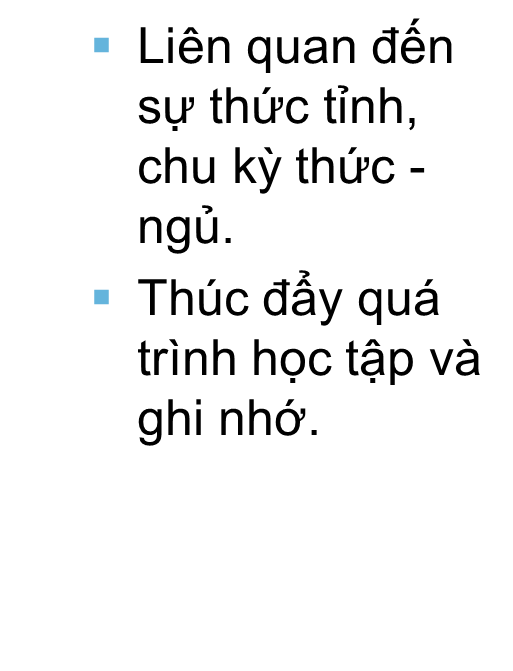 Liên quan đến
sự thức tỉnh,
chu kỳ thức -
ngủ.
Thúc đẩy quá
trình học tập và
ghi nhớ.